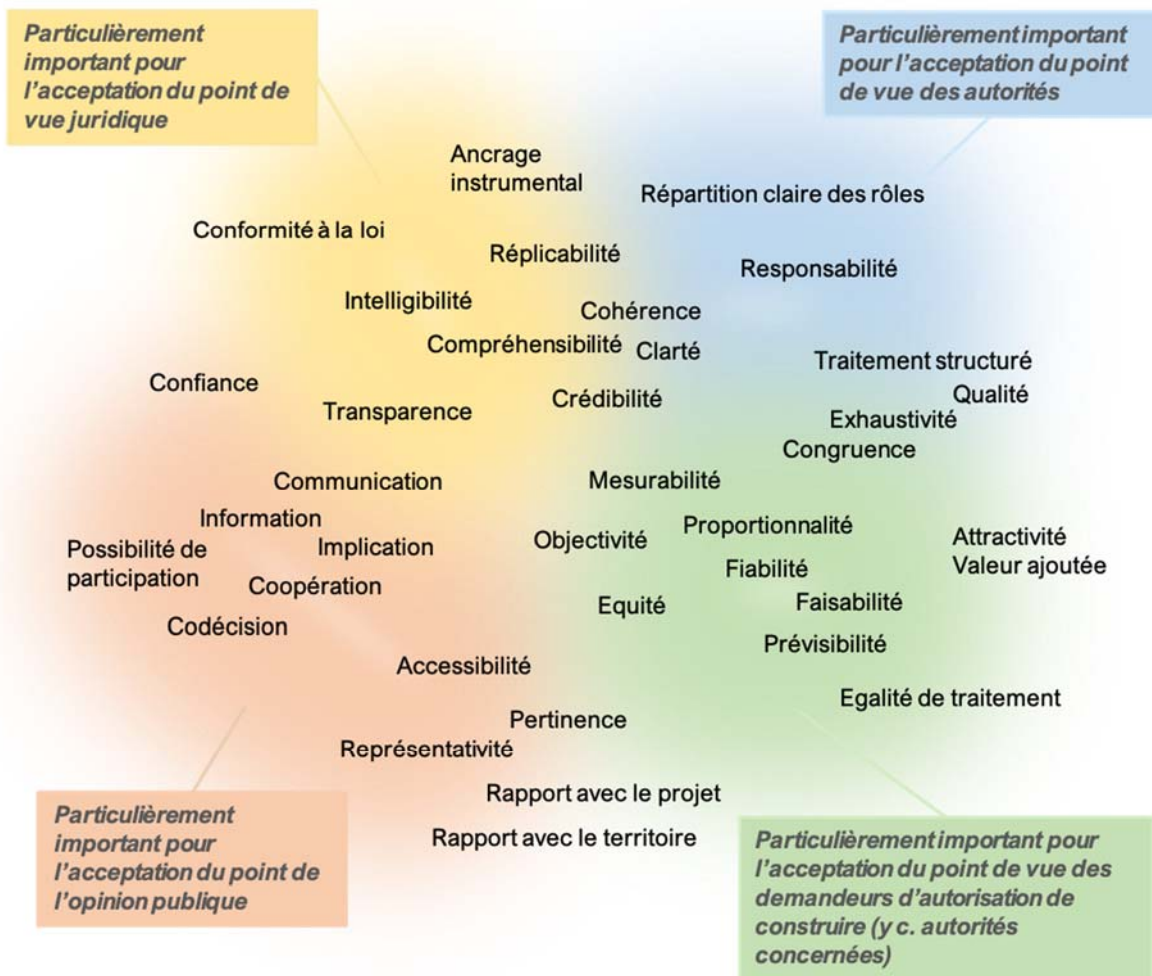 Particulièrement
important pour
l'acceptation du point de
vue juridique
Particulièrement important
pour l'acceptation du point
de vue des autorités
Ancrage
instrumental
Répartition claire des rôles
Conformité à la loi
Réplicabilité
Responsabilité
Intelligibilité
Cohérence
Compréhensibilité
Clarté
Traitement structuré
Confiance
Qualité
Transparence
Crédibilité
Exhaustivité
Congruence
Communication
Mesurabilité
Information
Proportionnalité
Possibilité de
participation
Implication
Objectivité
Attractivité
Valeur ajoutée
Fiabilité
Coopération
Equité
Faisabilité
Codécision
Prévisibilité
Accessibilité
Egalité de traitement
Pertinence
Représentativité
Rapport avec le projet
Rapport avec le territoire
Particulièrement
important pour
l'acceptation du point de
l'opinion publique
Particulièrement important pour
l'acceptation du point de vue des
demandeurs d'autorisation de
construire (y c. autorités
concernées)